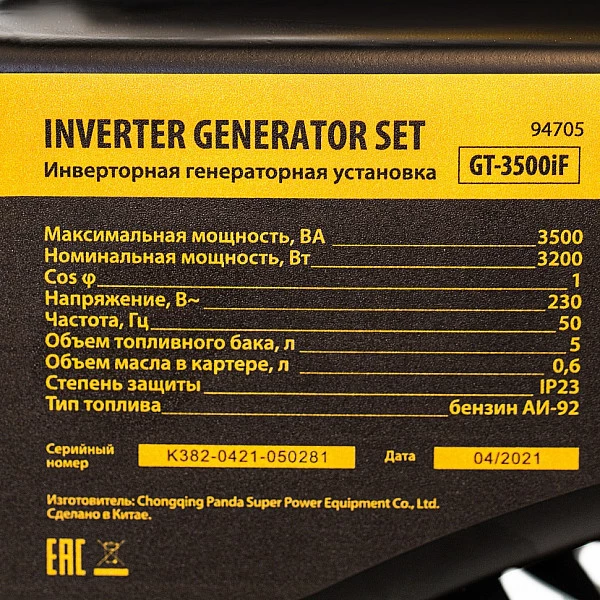 INVERTER GENERATOR SET
94705
Инверторная генераторная установка
GT-3500iF
Максимальная мощность, ВА 3500
Номинальная мощность, Вт 3200
Cos φ 1
Напряжение, В~ 230
Частота, Гц 50
Объем топливного бака, л 5
Объем масла в картере, л 0,6
Степень защиты IP23
Тип топлива бензин АИ-92
Серийный
номер
K382-0421-050281
Дата
04/2021
Изготовитель: Chongqing Panda Super Power Equipment Co., Ltd.
Сделано в Китае.
EAC